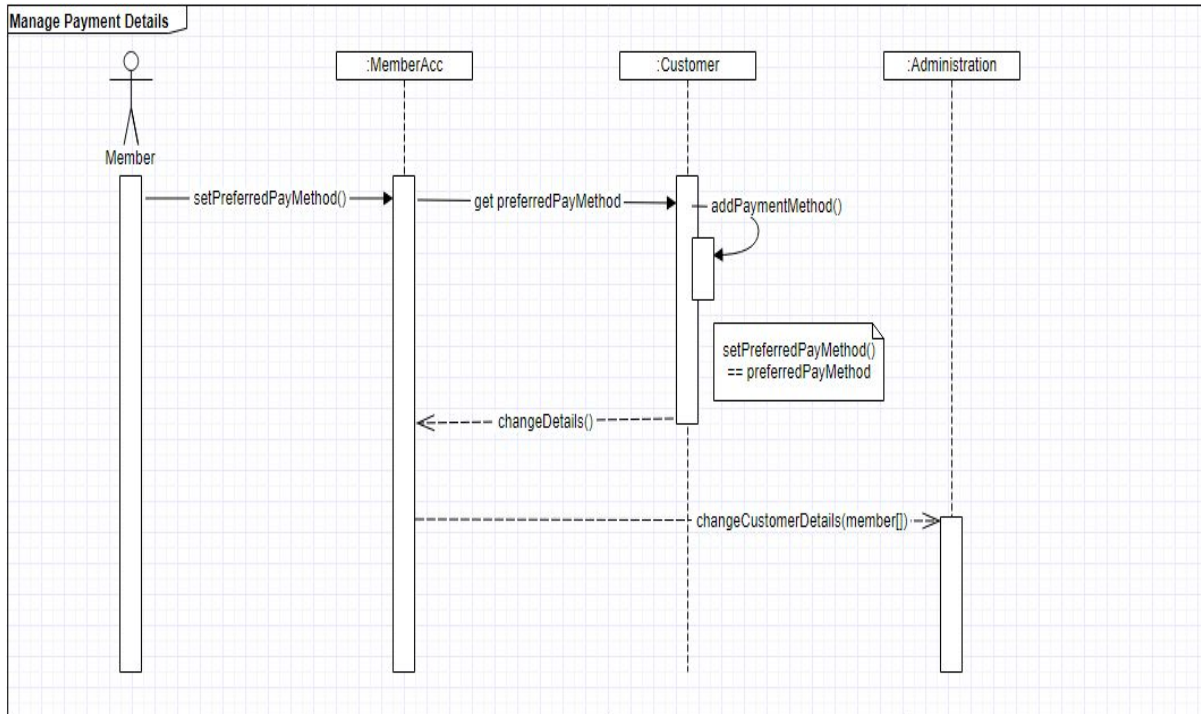 Manage Payment Details
:MemberAcc
:Customer
:Administration
Member
setPreferredPayMethod()
get preferredPayMethod
addPaymentMethod()
setPreferredPayMethod()
== preferredPayMethod
changeDetails()
changeCustomerDetails(member[])